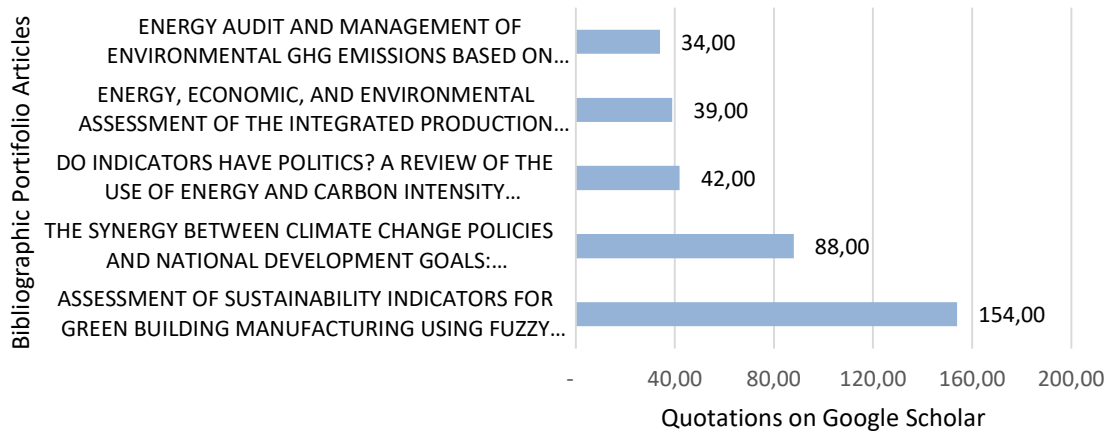 Bibliographic Portifolio Articles
ENERGY AUDIT AND MANAGEMENT OF
ENVIRONMENTAL GHG EMISSIONS BASED ON...
34,00
ENERGY, ECONOMIC, AND ENVIRONMENTAL
ASSESSMENT OF THE INTEGRATED PRODUCTION...
39,00
DO INDICATORS HAVE POLITICS? A REVIEW OF THE
USE OF ENERGY AND CARBON INTENSITY...
42,00
THE SYNERGY BETWEEN CLIMATE CHANGE POLICIES
AND NATIONAL DEVELOPMENT GOALS:...
88,00
ASSESSMENT OF SUSTAINABILITY INDICATORS FOR
GREEN BUILDING MANUFACTURING USING FUZZY...
154,00
- 40,00 80,00 120,00 160,00 200,00
Quotations on Google Scholar